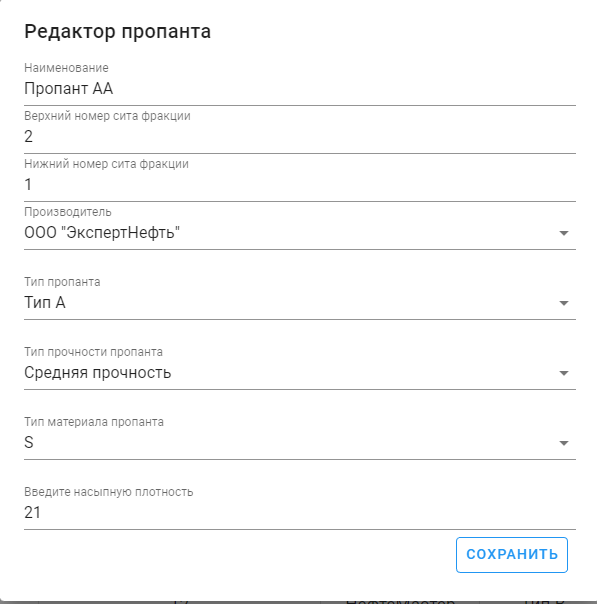 Редактор пропанта
Наименование
Пропант АА
Верхний номер сита фракции
2
Нижний номер сита фракции
1
Производитель
ООО "ЭкспертНефть"
Тип пропанта
Тип А
Тип прочности пропанта
Средняя прочность
Тип материала пропанта
S
Введите насыпную плотность
21
СОХРАНИТЬ